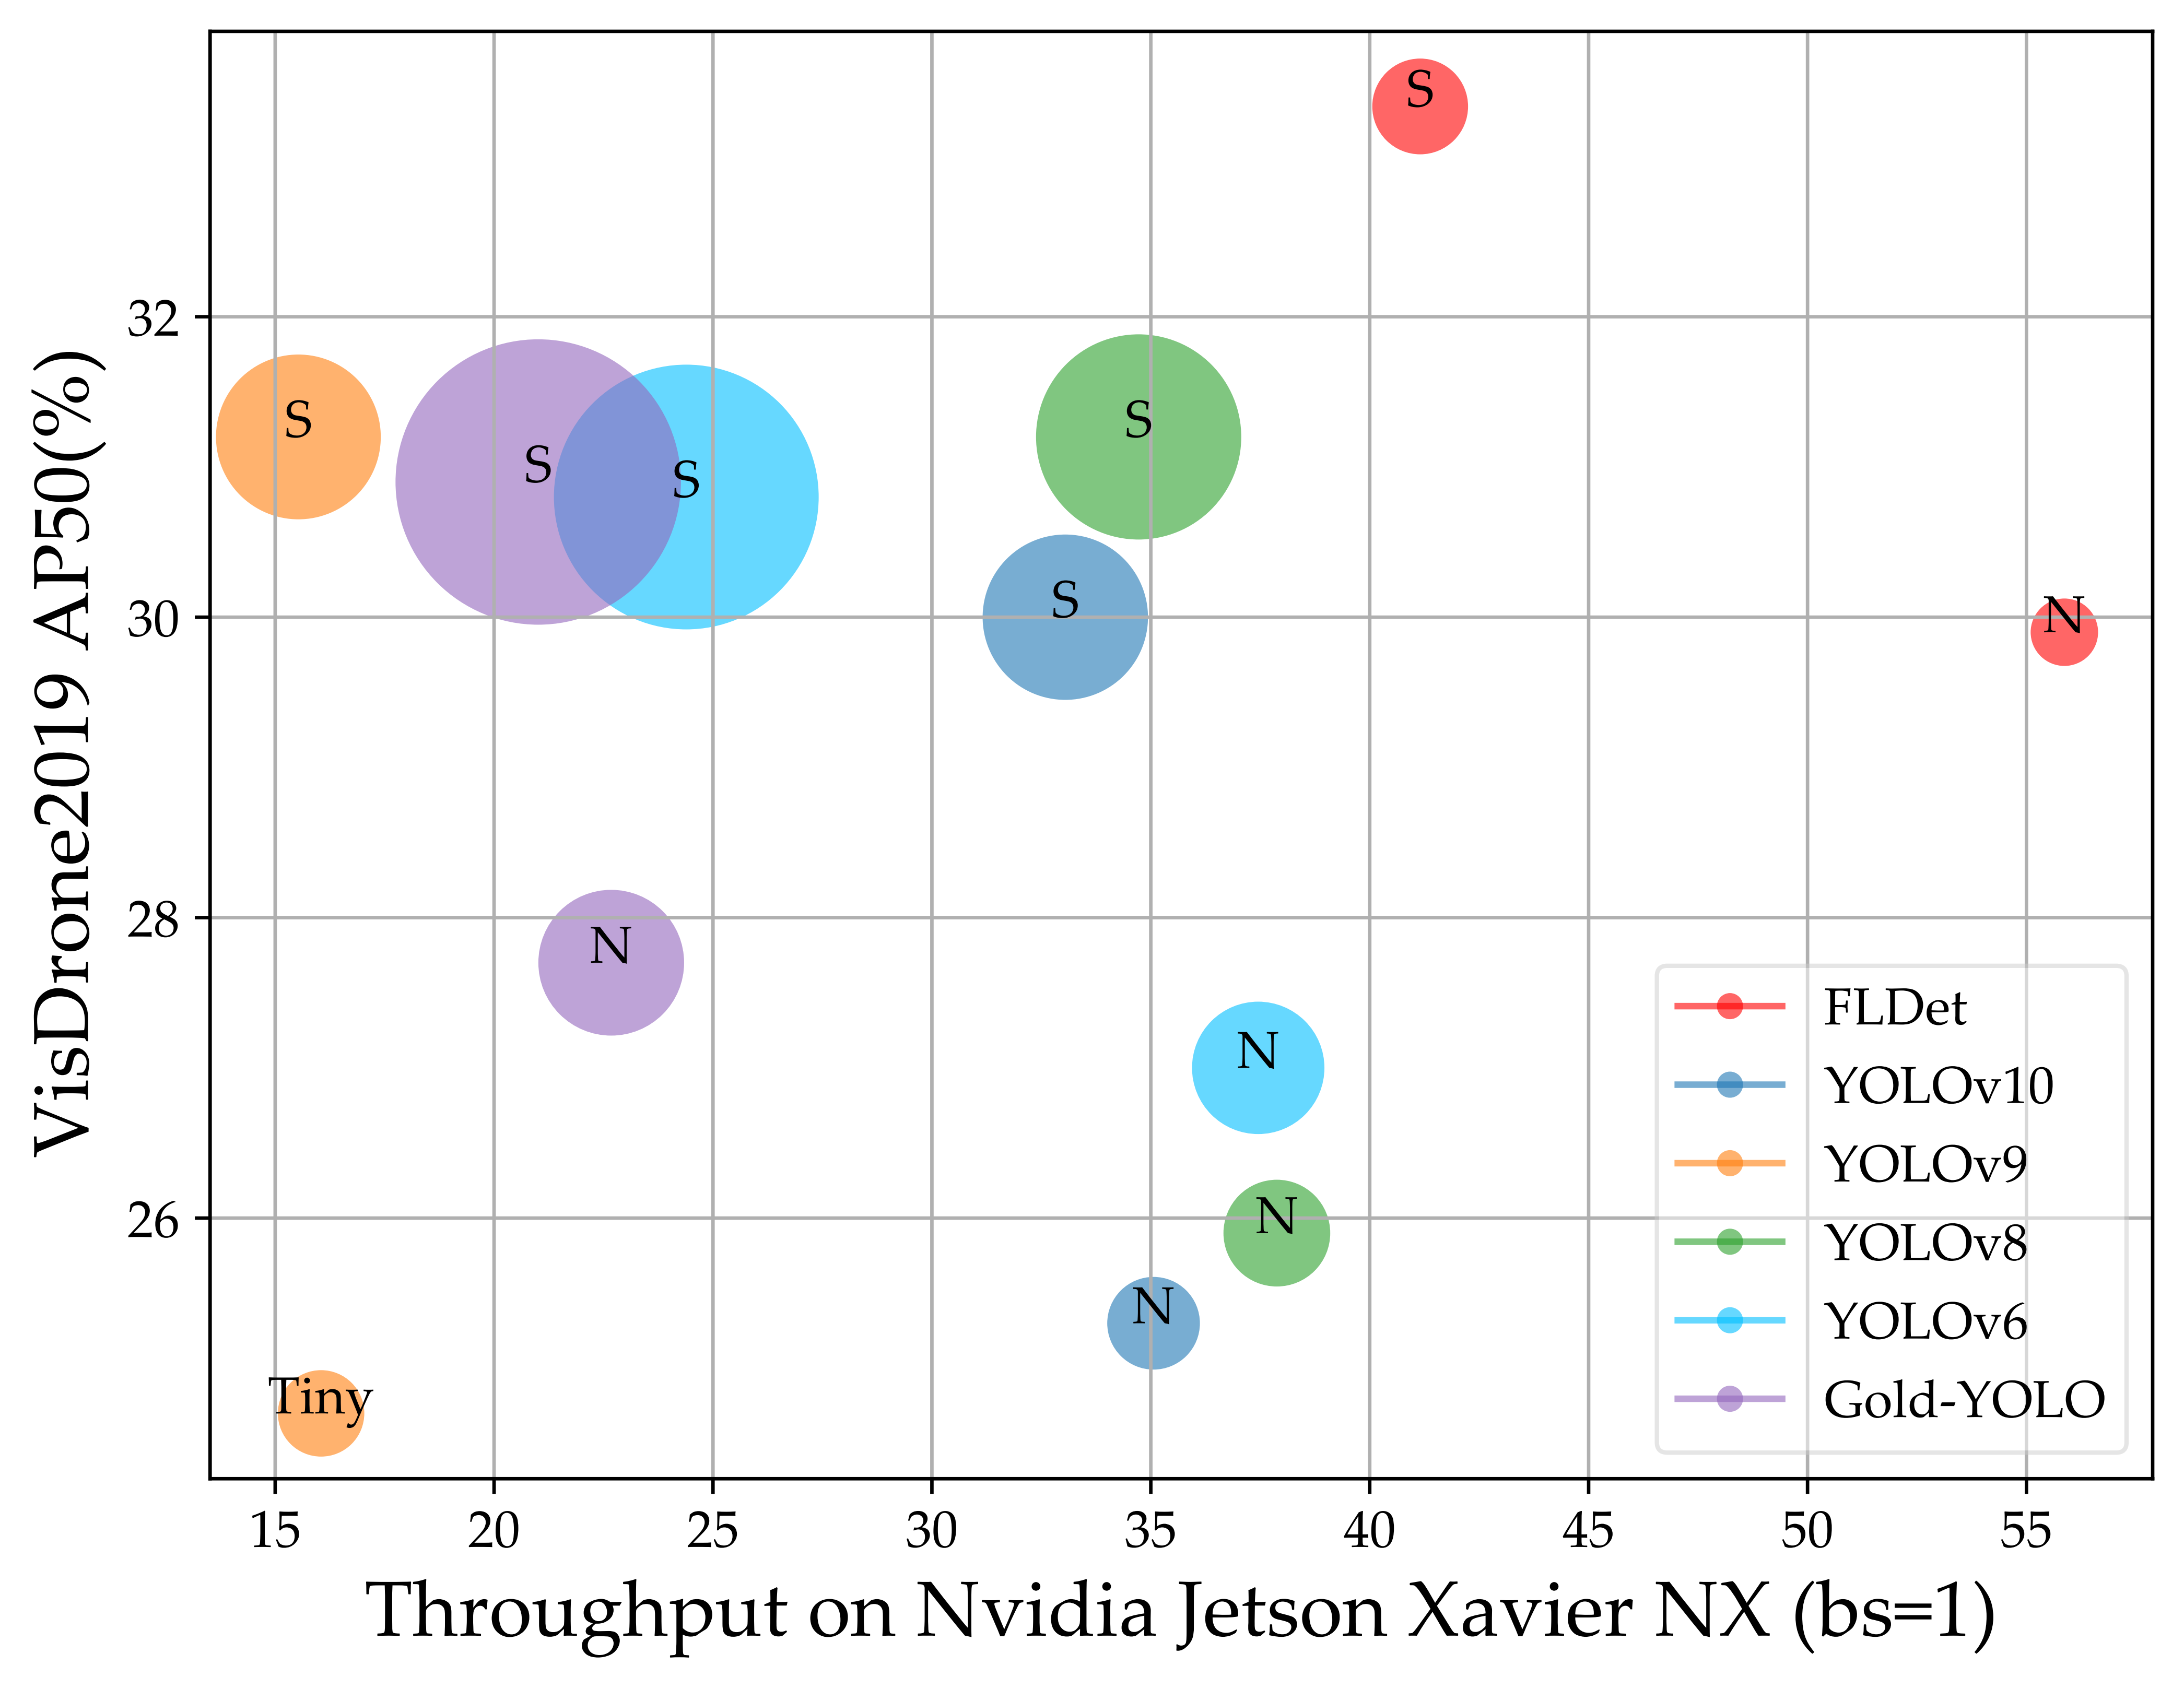 VisDrone2019 AP50(%)
32
30
28
26
S
S
S
S
S
S
N
N
N
N
N
Tiny
FLDet
YOLOv10
YOLOv9
YOLOv8
YOLOv6
Gold-YOLO
15 20 25 30 35 40 45 50 55
Throughput on Nvidia Jetson Xavier NX (bs=1)